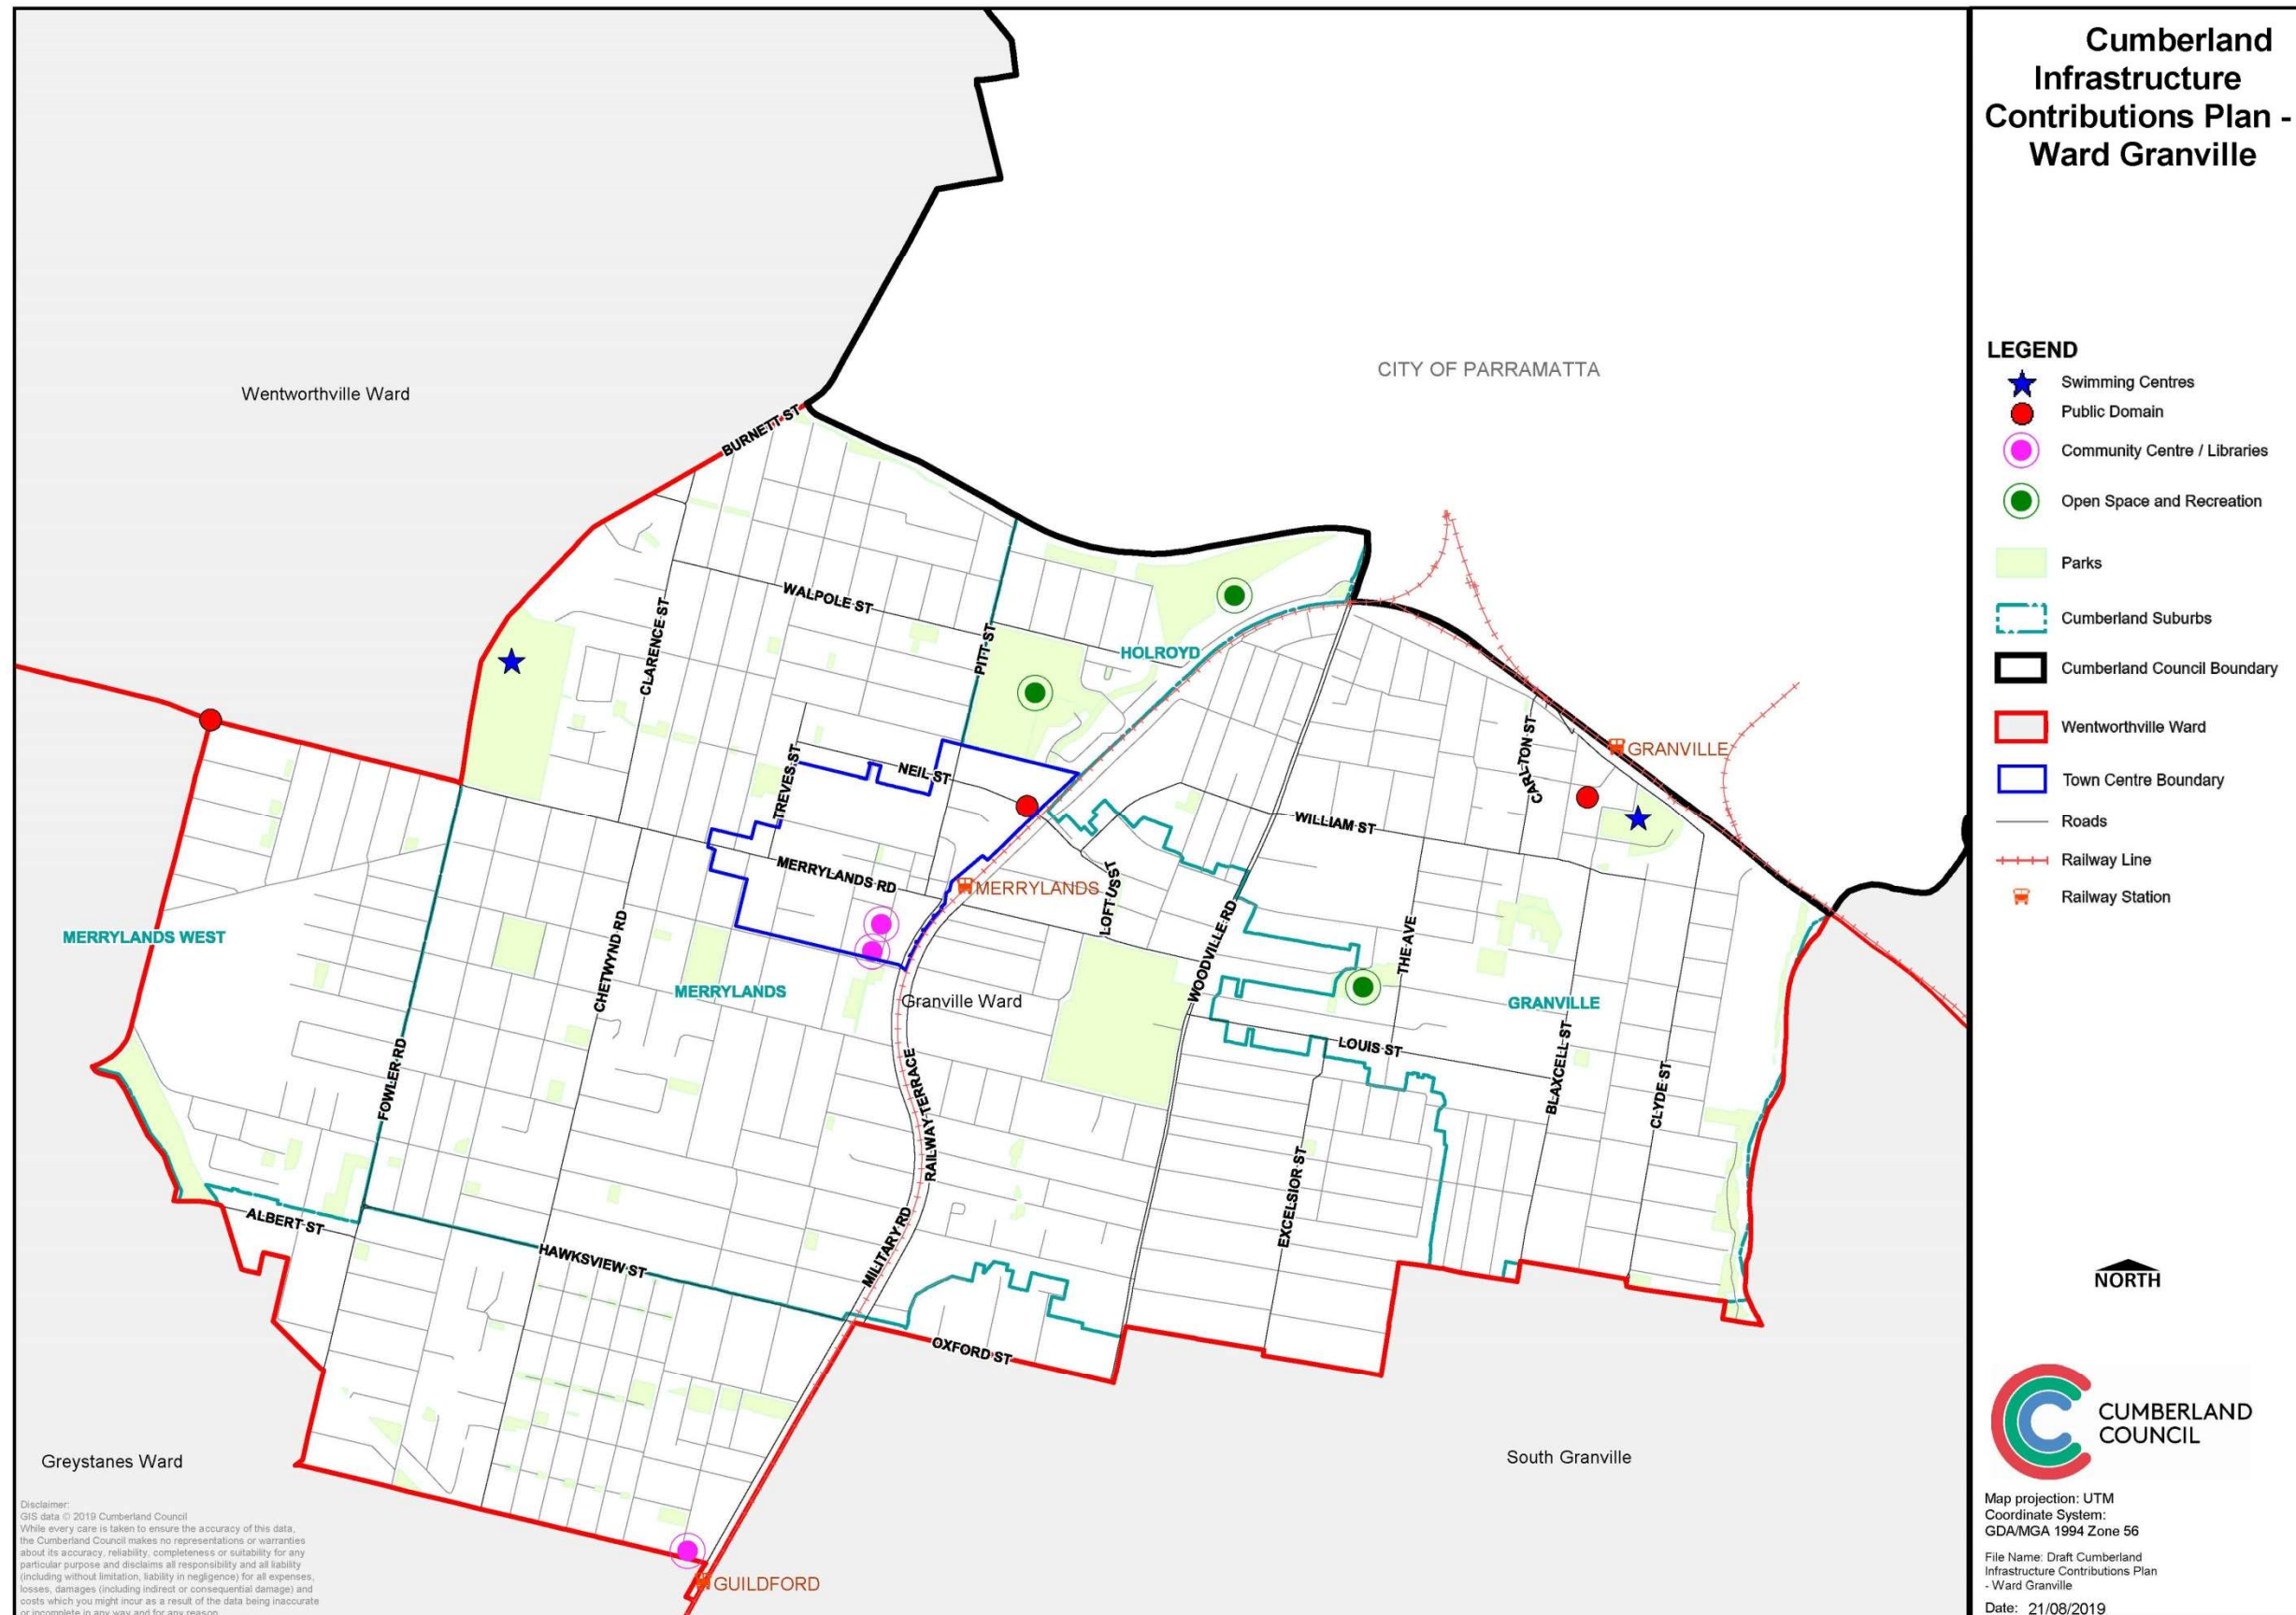 Cumberland
Infrastructure
Contributions Plan -
Ward Granville
LEGEND
Swimming Centres
Public Domain
Community Centre / Libraries
Open Space and Recreation
Parks
Cumberland Suburbs
Cumberland Council Boundary
Wentworthville Ward
Town Centre Boundary
Roads
Railway Line
Railway Station
NORTH
CUMBERLAND
COUNCIL
Map projection: UTM
Coordinate System:
GDA/MGA 1994 Zone 56
File Name: Draft Cumberland
Infrastructure Contributions Plan
- Ward Granville
Date: 21/08/2019
CITY OF PARRAMATTA
Wentworthville Ward
BURNETT ST
WALPOLE ST
CLARENCE ST
PITT ST
HOLROYD
TREVES ST
NEIL ST
CARLTON ST
GRANVILLE
WILLIAM ST
MERRYLANDS RD
MERRYLANDS
LOFTUS ST
WOODVILLE RD
THE AVE
MERRYLANDS WEST
CHETWYND RD
MERRYLANDS
Granville Ward
GRANVILLE
LOUIS ST
BLAXCELL ST
CLYDE ST
FOWLER RD
RAILWAY TERRACE
EXCELSIOR ST
ALBERT ST
HAWKSVIEW ST
MILITARY RD
OXFORD ST
Greystanes Ward
South Granville
GUILDFORD
Disclaimer:
GIS data © 2019 Cumberland Council
While every care is taken to ensure the accuracy of this data,
the Cumberland Council makes no representations or warranties
about its accuracy, reliability, completeness or suitability for any
particular purpose and disclaims all responsibility and all liability
(including without limitation, liability in negligence) for all expenses,
losses, damages (including indirect or consequential damage) and
costs which you might incur as a result of the data being inaccurate
or incomplete in any way and for any reason.